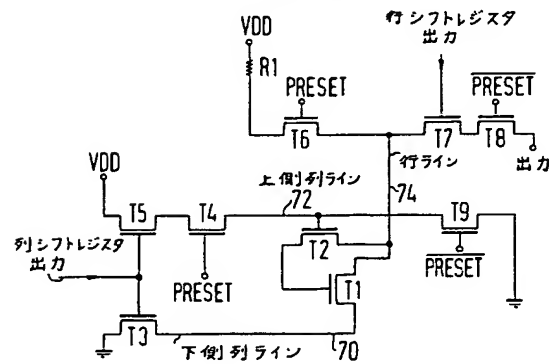 行シフトレジスタ
出力
VDD
R1
PRESET
PRESET
T6
T7
T8
出力
VDD
上側列ライン
行ライン
72
74
T5
T4
T9
T2
列シフトレジスタ
出力
PRESET
PRESET
T1
T3
下側列ライン
70